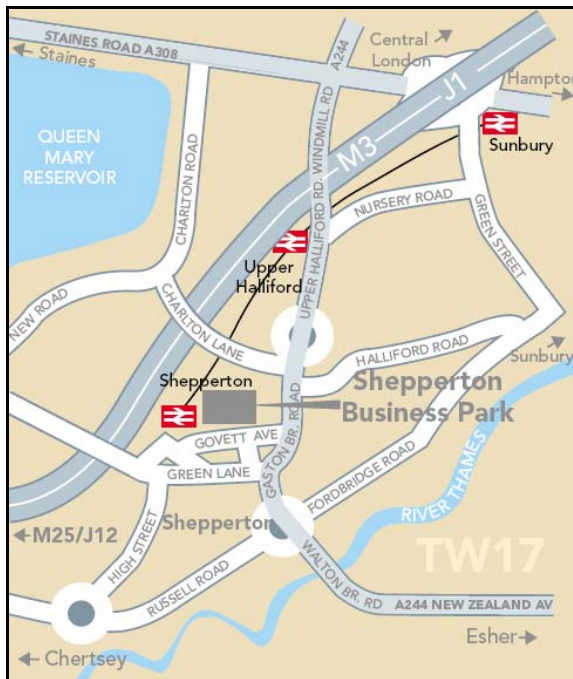 STAINES ROAD A308
Staines
Central
London
A244
Hampton
J1
M3
Sunbury
QUEEN
MARY
RESERVOIR
CHARLTON ROAD
UPPER HALLIFORD RD. WINDMILL RD
NURSERY ROAD
GREEN STREET
Upper
Halliford
NEW ROAD
CHARLTON LANE
HALLIFORD ROAD
Sunbury
Shepperton
Shepperton
Business Park
GASTON BR. ROAD
GOVETT AVE
GREEN LANE
FORDBRIDGE ROAD
RIVER THAMES
M25/J12
Shepperton
HIGH STREET
TW17
RUSSELL ROAD
WALTON BR. RD
A244 NEW ZEALAND AV
Esher
Chertsey